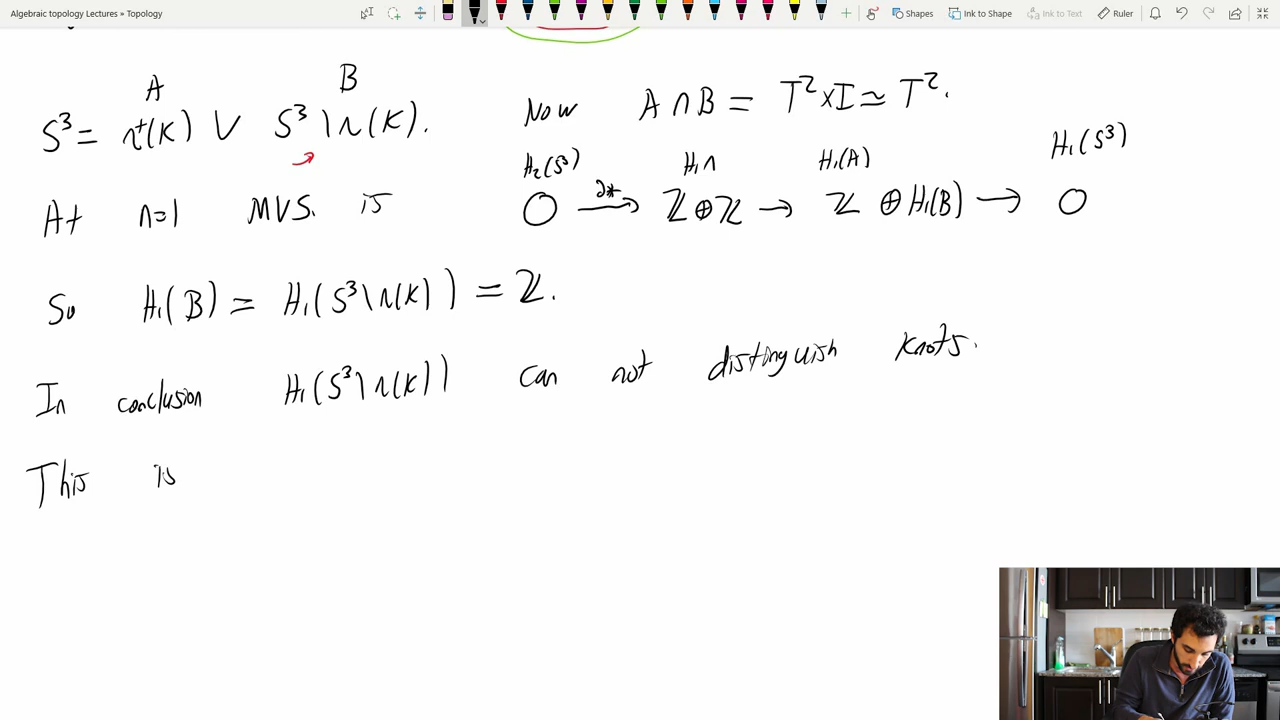 Algebraic topology Lectures » Topology
Shapes Ink to Shape Ink to Text Ruler
A B
S³ = n⁺(K) ∪ S³ \ n(K). Now A ∩ B = T² x I ≃ T².
H₂(S³) H₁∩ H₁(A) H₁(S³)
At n=1 MVS. is 0 ∂* → ℤ ⊕ ℤ → ℤ ⊕ H₁(B) → 0
So H₁(B) = H₁(S³ \ n(K)) = ℤ.
In conclusion H₁(S³ \ n(K)) can not distinguish knots.
This is